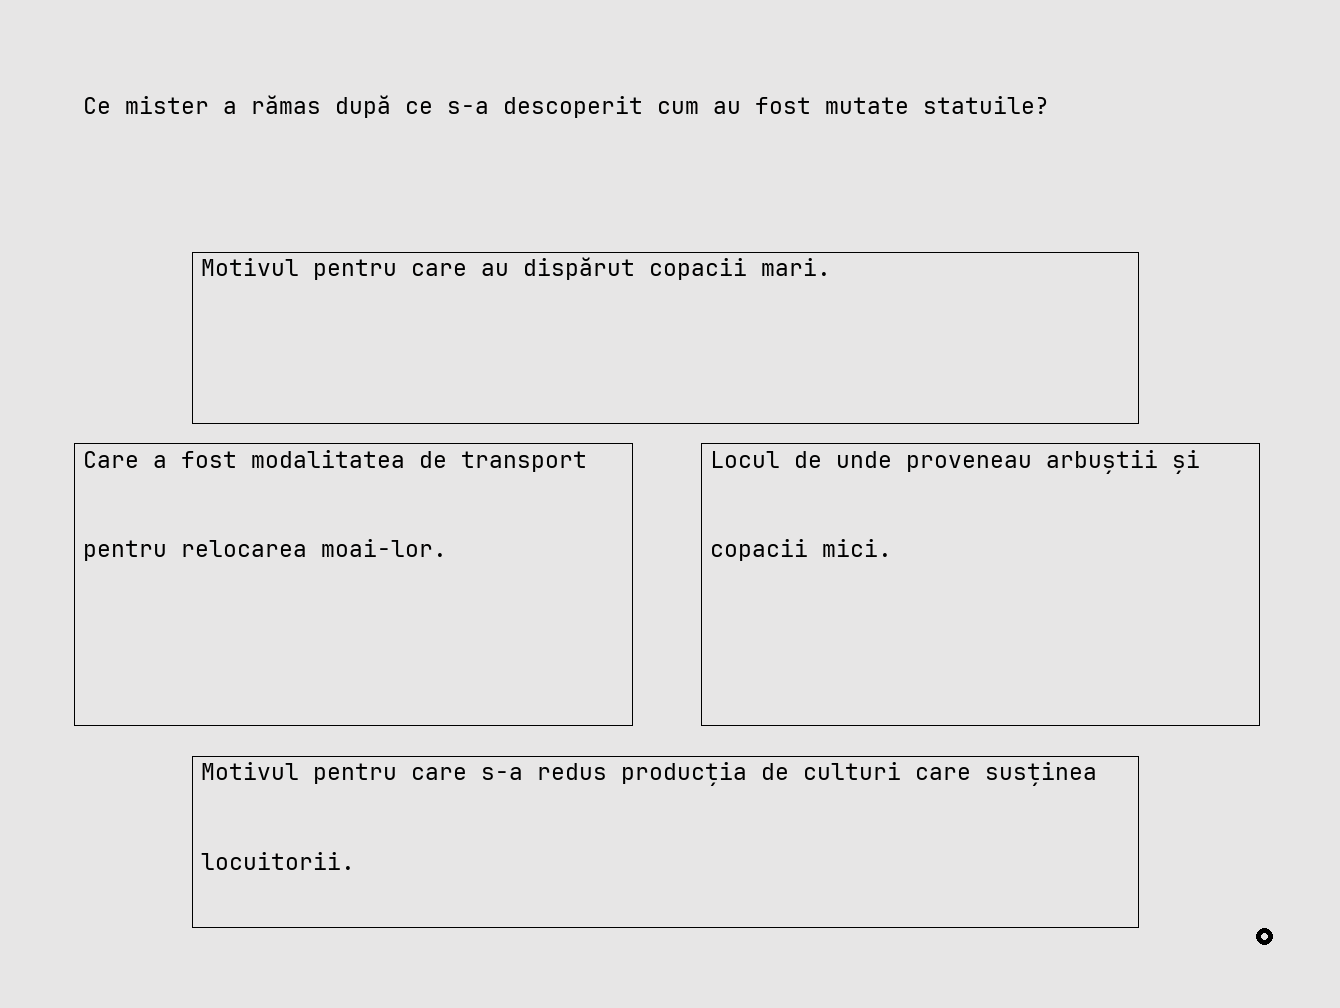 Ce mister a rămas după ce s-a descoperit cum au fost mutate statuile?
Motivul pentru care au dispărut copacii mari.
Care a fost modalitatea de transport
pentru relocarea moai-lor.
Locul de unde proveneau arbuștii și
copacii mici.
Motivul pentru care s-a redus producția de culturi care susținea
locuitorii.